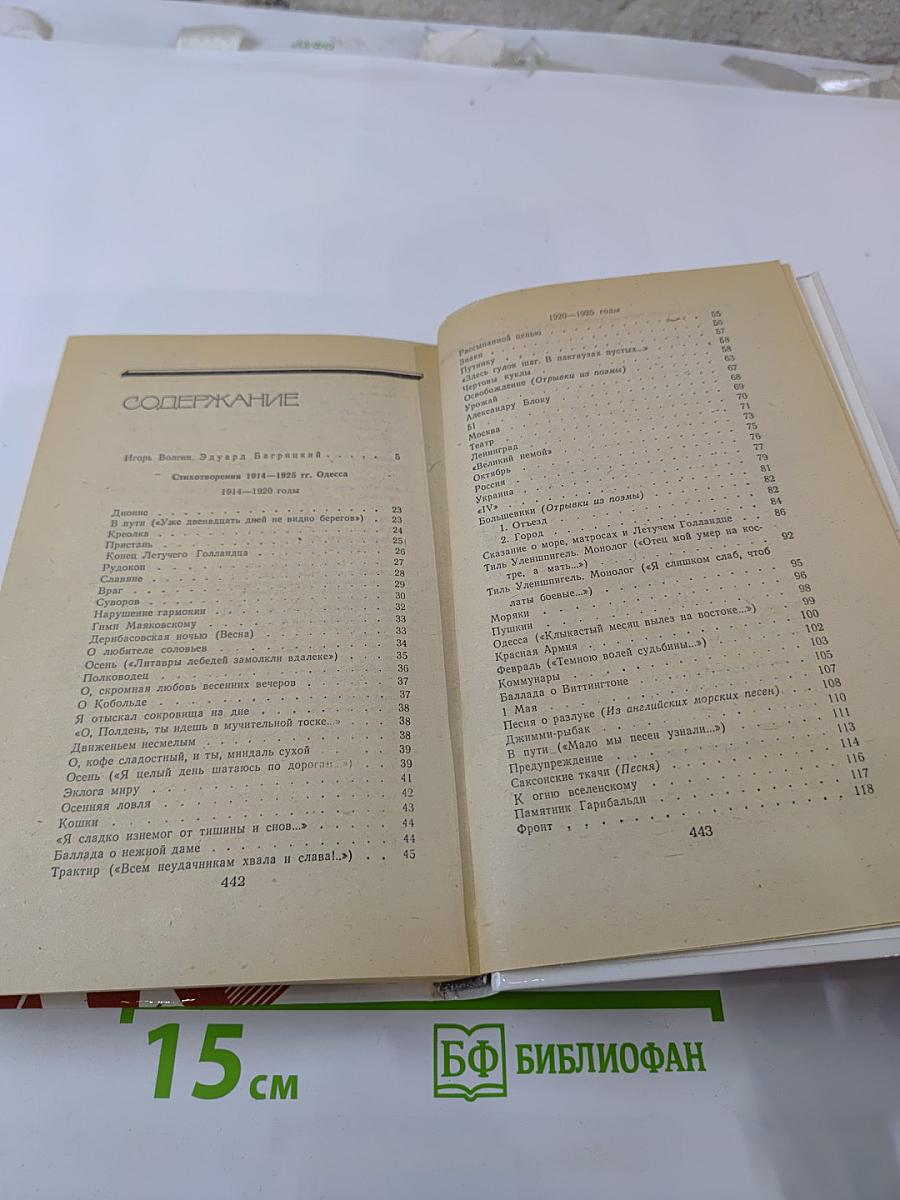 СОДЕРЖАНИЕ
Игорь Волгин. Эдуард Багрицкий . . . . . 5
Стихотворения 1914—1925 гг. Одесса
1914—1920 годы
Дионис . . . 23
В пути («Уже двенадцать дней не видно берегов») . 23
Креолка . . . 24
Пристань . . . 25
Конец Летучего Голландца . . . 26
Рудокоп . . . 27
Славяне . . . 28
Враг . . . 29
Суворов . . . 30
Нарушение гармонии . . . 32
Гимн Маяковскому . . . 33
Дерибасовская ночью (Весна) . . . 33
О любителе соловьев . . . 34
Осень («Литавры лебедей замолкли вдалеке») . . . 35
Полководец . . . 36
О, скромная любовь весенних вечеров . . . 37
О Кобольде . . . 37
Я отыскал сокровища на дне . . . 38
«О, Полдень, ты идешь в мучительной тоске...» . 38
Движеньем несмелым . . . 38
О, кофе сладостный, и ты, миндаль сухой . . . 39
Осень («Я целый день шатаюсь по дорогам...») . 39
Эклога миру . . . 41
Осенняя ловля . . . 42
Кошки . . . 43
«Я сладко изнемог от тишины и снов...» . . . 44
Баллада о нежной даме . . . 44
Трактир («Всем неудачникам хвала и слава!..») . . 45
442
1920—1925 годы
Рассыпанной цепью . . . 55
Знаки . . . 56
Путнику . . . 57
«Здесь гулок шаг. В пакгаузах пустых...» . . . 58
Чертовы куклы . . . 58
Освобождение (Отрывки из поэмы) . . . 63
Урожай . . . 67
Александру Блоку . . . 68
БI . . . 69
Москва . . . 70
Театр . . . 71
Ленинград . . . 73
«Великий немой» . . . 75
Октябрь . . . 76
Россия . . . 77
Украина . . . 79
«IV» . . . 81
Большевики (Отрывки из поэмы) . . . 82
1. Отъезд . . . 82
2. Город . . . 84
Сказание о море, матросах и Летучем Голландце . . 86
Тиль Уленшпигель. Монолог («Отец мой умер на кос-
тре, а мать...») . . . 92
Тиль Уленшпигель. Монолог («Я слишком слаб, чтоб
латы боевые...») . . . 95
Моряки . . . 96
Пушкин . . . 98
Одесса («Клыкастый месяц вылез на востоке...») . 99
Красная Армия . . . 100
Февраль («Темною волей судьбины...») . . . 102
Коммунары . . . 103
Баллада о Виттингтоне . . . 105
1 Мая . . . 107
Песня о разлуке (Из английских морских песен) . 108
Джимми-рыбак . . . 110
В пути («Мало мы песен узнали...») . . . 111
Предупреждение . . . 113
Саксонские ткачи (Песня) . . . 114
К огню вселенскому . . . 116
Памятник Гарибальди . . . 117
Фронт . . . 118
443
15 см
БФ БИБЛИОФАН